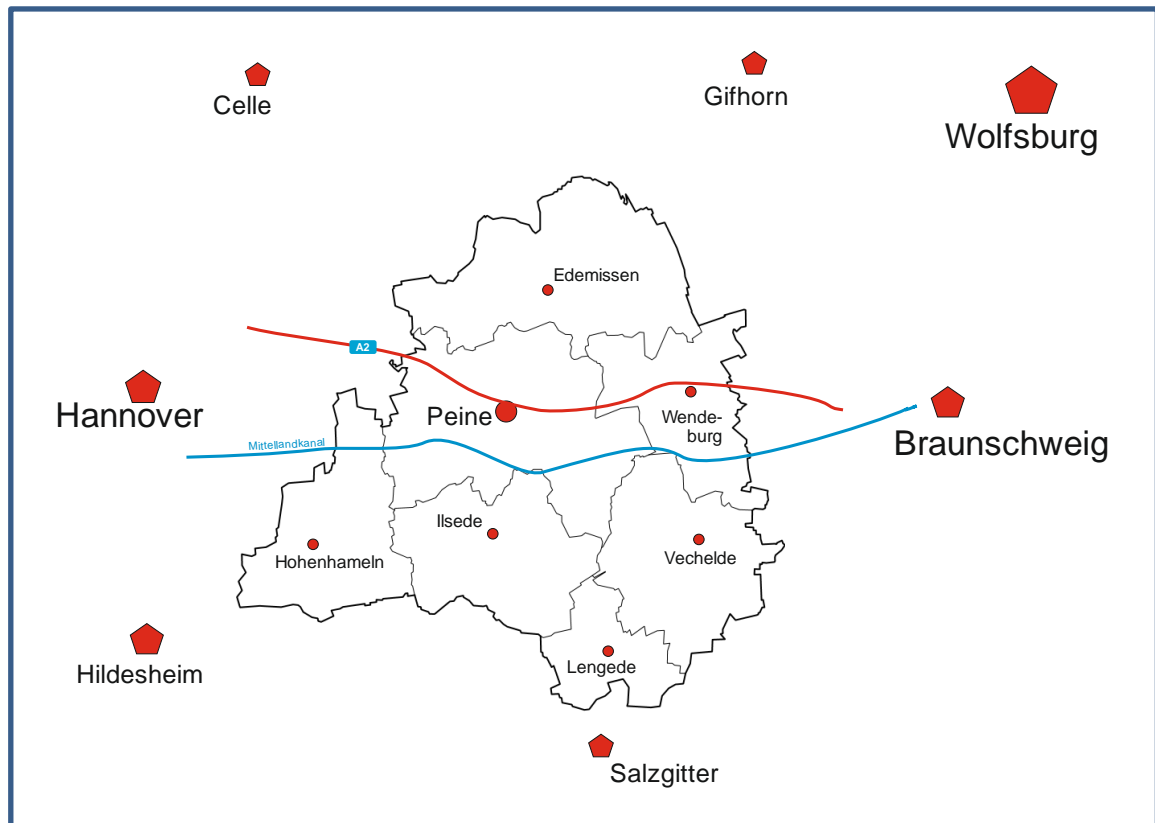 Celle
Gifhorn
Wolfsburg
Edemissen
A2
Hannover
Peine
Wende-
burg
Braunschweig
Mittellandkanal
Ilsede
Hohenhameln
Vechelde
Hildesheim
Lengede
Salzgitter